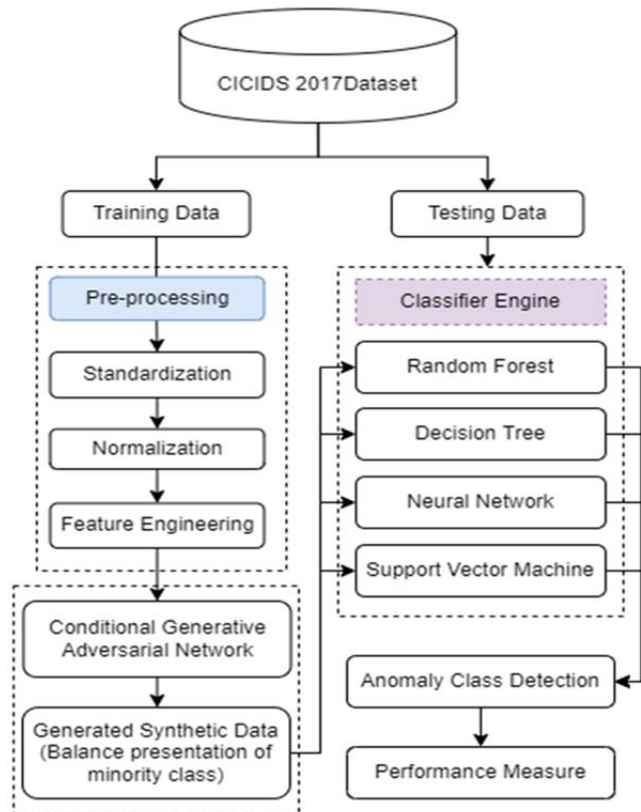 CICIDS 2017Dataset
Training Data
Testing Data
Pre-processing
Standardization
Normalization
Feature Engineering
Conditional Generative
Adversarial Network
Generated Synthetic Data
(Balance presentation of
minority class)
Classifier Engine
Random Forest
Decision Tree
Neural Network
Support Vector Machine
Anomaly Class Detection
Performance Measure